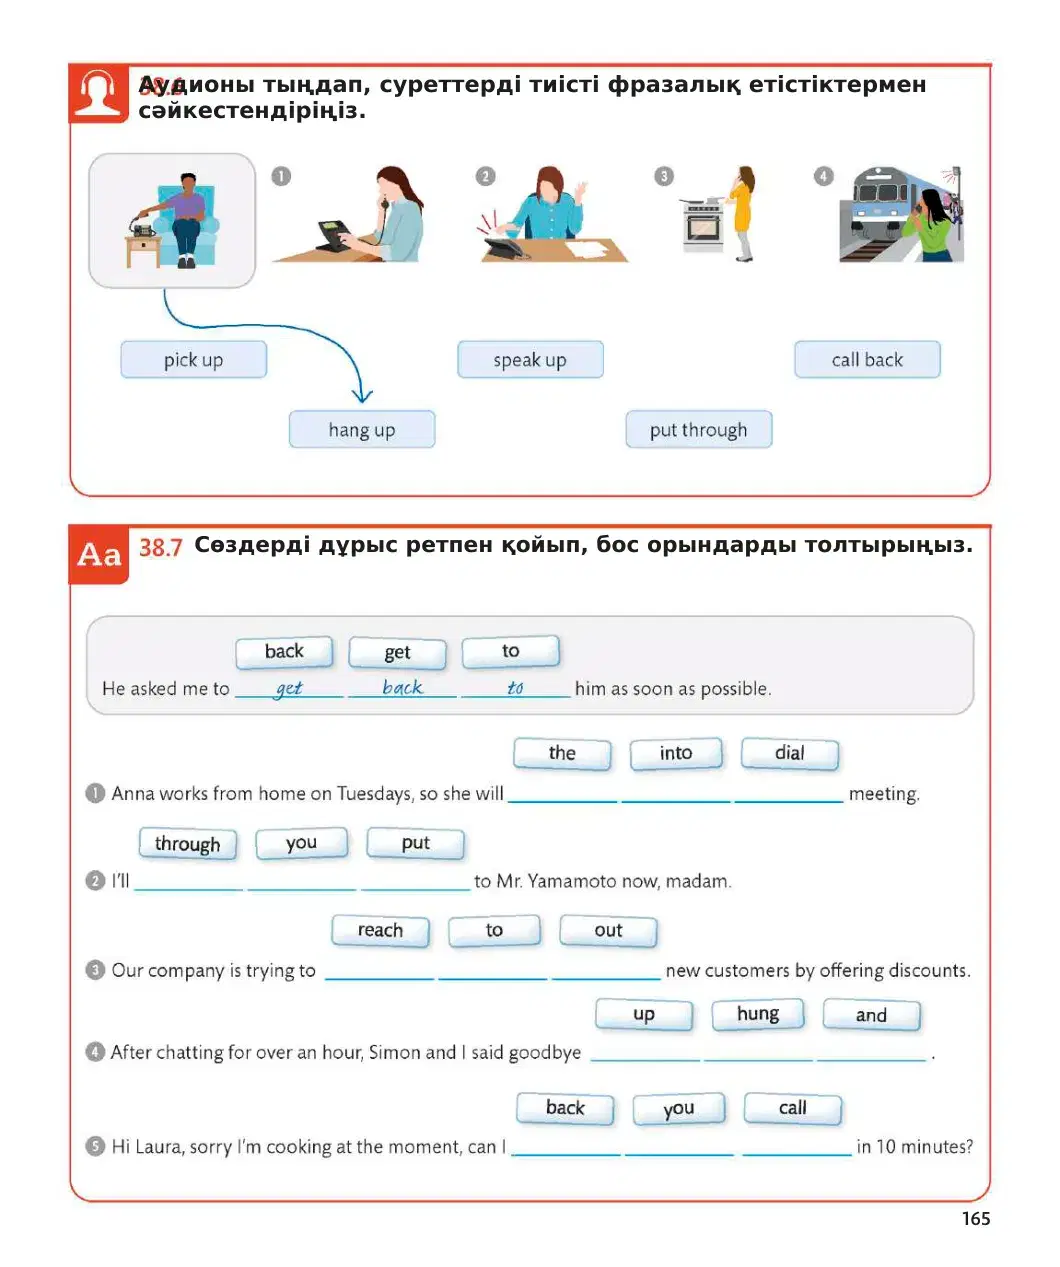 38.6 Аудионы тыңдап, суреттерді тиісті фразалық етістіктермен
сәйкестендіріңіз.
1 2 3 4
pick up speak up call back
hang up put through
Aa 38.7 Сөздерді дұрыс ретпен қойып, бос орындарды толтырыңыз.
back get to
He asked me to get back to him as soon as possible.
the into dial
1 Anna works from home on Tuesdays, so she will meeting.
through you put
2 I'll to Mr. Yamamoto now, madam.
reach to out
3 Our company is trying to new customers by offering discounts.
up hung and
4 After chatting for over an hour, Simon and I said goodbye .
back you call
5 Hi Laura, sorry I'm cooking at the moment, can I in 10 minutes?
165